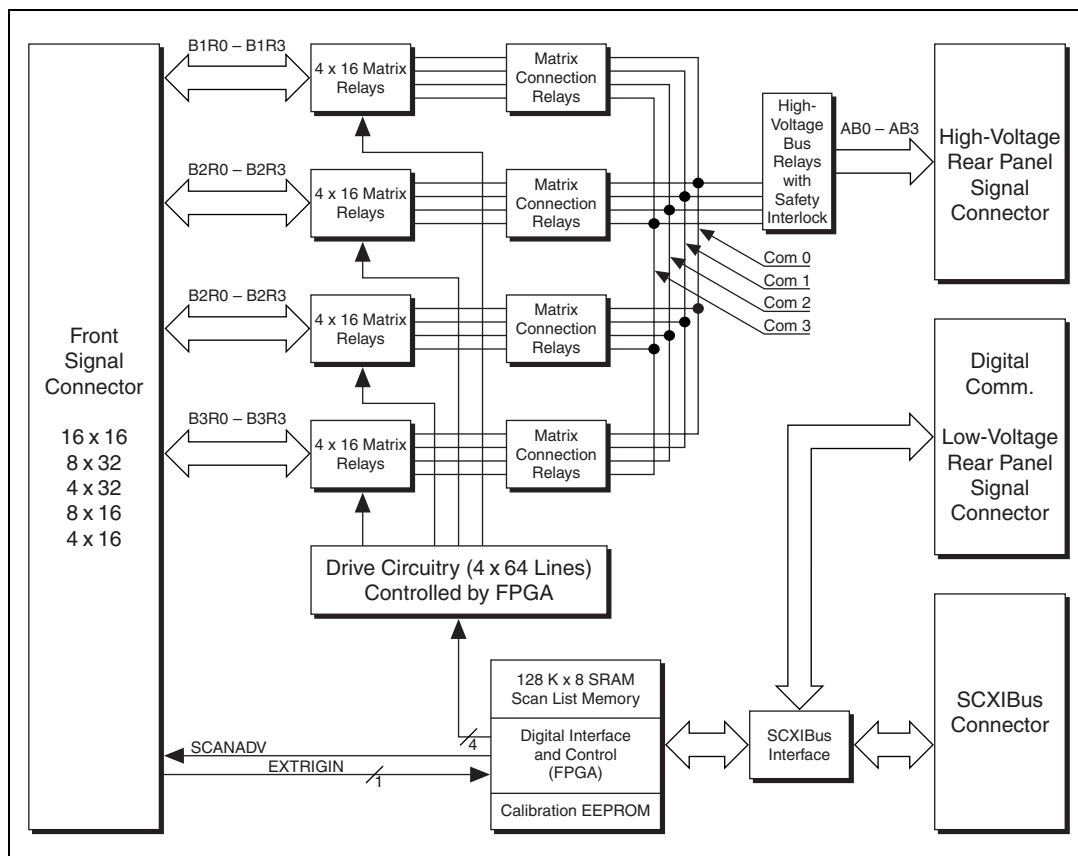 Front
Signal
Connector
16 x 16
8 x 32
4 x 32
8 x 16
4 x 16
B1R0 – B1R3
4 x 16 Matrix
Relays
Matrix
Connection
Relays
B2R0 – B2R3
4 x 16 Matrix
Relays
Matrix
Connection
Relays
B2R0 – B2R3
4 x 16 Matrix
Relays
Matrix
Connection
Relays
B3R0 – B3R3
4 x 16 Matrix
Relays
Matrix
Connection
Relays
High-
Voltage
Bus
Relays
with
Safety
Interlock
AB0 – AB3
High-Voltage
Rear Panel
Signal
Connector
Com 0
Com 1
Com 2
Com 3
Digital
Comm.
Low-Voltage
Rear Panel
Signal
Connector
Drive Circuitry (4 x 64 Lines)
Controlled by FPGA
128 K x 8 SRAM
Scan List Memory
4
Digital Interface
and Control
(FPGA)
Calibration EEPROM
SCANADV
EXTRIGIN
1
SCXIBus
Interface
SCXIBus
Connector